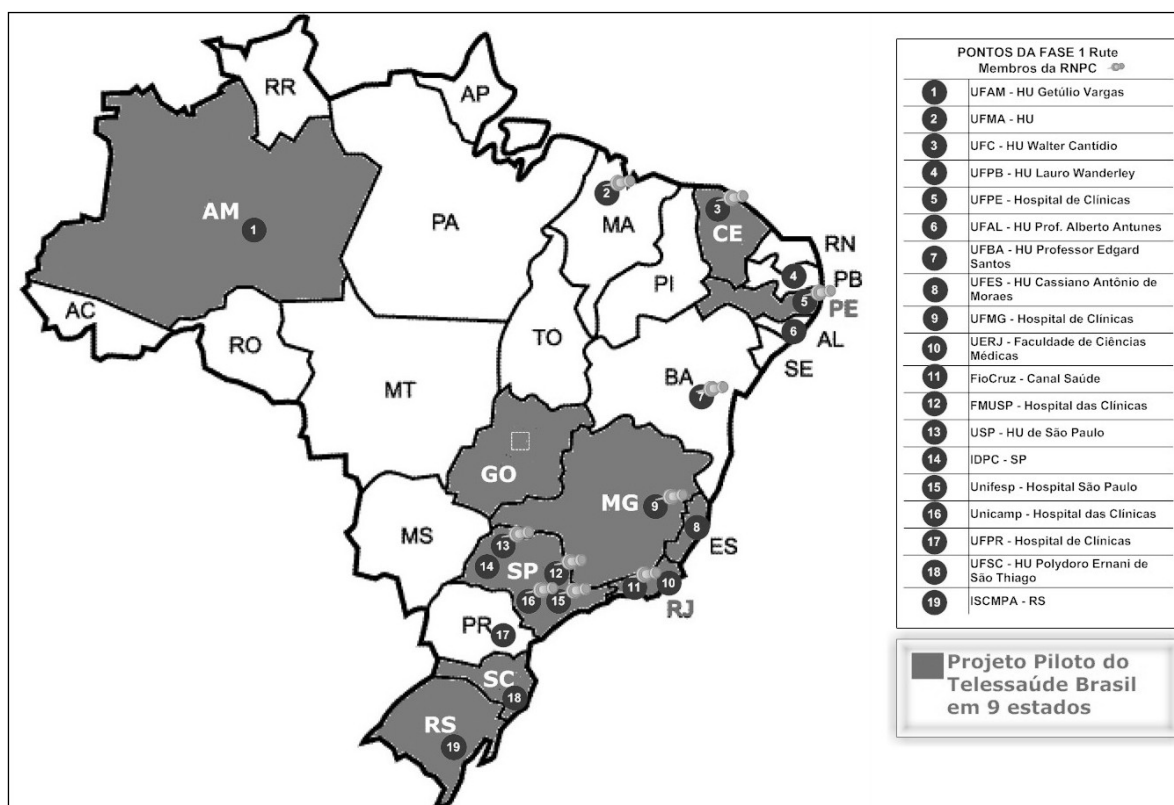 RR
AP
AM
1
PA
2
MA
3
CE
RN
4
PB
PI
5
PE
6
AL
SE
AC
RO
TO
MT
BA
7
GO
MG
9
8
ES
MS
13
14
SP
12
11
10
RJ
16
15
PR
17
SC
18
RS
19
PONTOS DA FASE 1 Rute
Membros da RNPC
1 UFAM - HU Getúlio Vargas
2 UFMA - HU
3 UFC - HU Walter Cantídio
4 UFPB - HU Lauro Wanderley
5 UFPE - Hospital de Clínicas
6 UFAL - HU Prof. Alberto Antunes
7 UFBA - HU Professor Edgard
Santos
8 UFES - HU Cassiano Antônio de
Moraes
9 UFMG - Hospital de Clínicas
10 UERJ - Faculdade de Ciências
Médicas
11 FioCruz - Canal Saúde
12 FMUSP - Hospital das Clínicas
13 USP - HU de São Paulo
14 IDPC - SP
15 Unifesp - Hospital São Paulo
16 Unicamp - Hospital das Clínicas
17 UFPR - Hospital de Clínicas
18 UFSC - HU Polydoro Ernani de
São Thiago
19 ISCMPA - RS
Projeto Piloto do
Telessaúde Brasil
em 9 estados